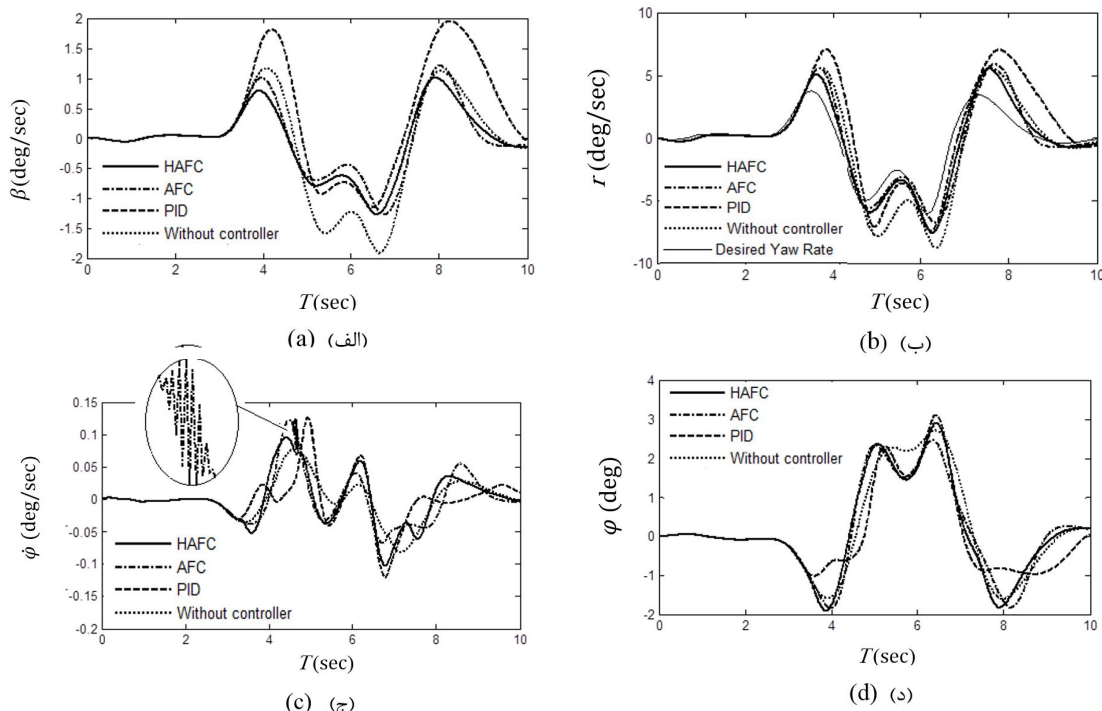 2
1.5
1
0.5
0
-0.5
-1
-1.5
-2
β(deg/sec)
HAFC
AFC
PID
Without controller
0 2 4 6 8 10
T(sec)
(a) (الف)
10
5
0
-5
-10
r (deg/sec)
HAFC
AFC
PID
Without controller
Desired Yaw Rate
0 2 4 6 8 10
T(sec)
(b) (ب)
0.15
0.1
0.05
0
-0.05
-0.1
0.15
-0.2
φ̇ (deg/sec)
HAFC
AFC
PID
Without controller
0 2 4 6 8 10
T(sec)
(c) (ج)
4
3
2
1
0
-1
-2
φ (deg)
HAFC
AFC
PID
Without controller
0 2 4 6 8 10
T(sec)
(d) (د)